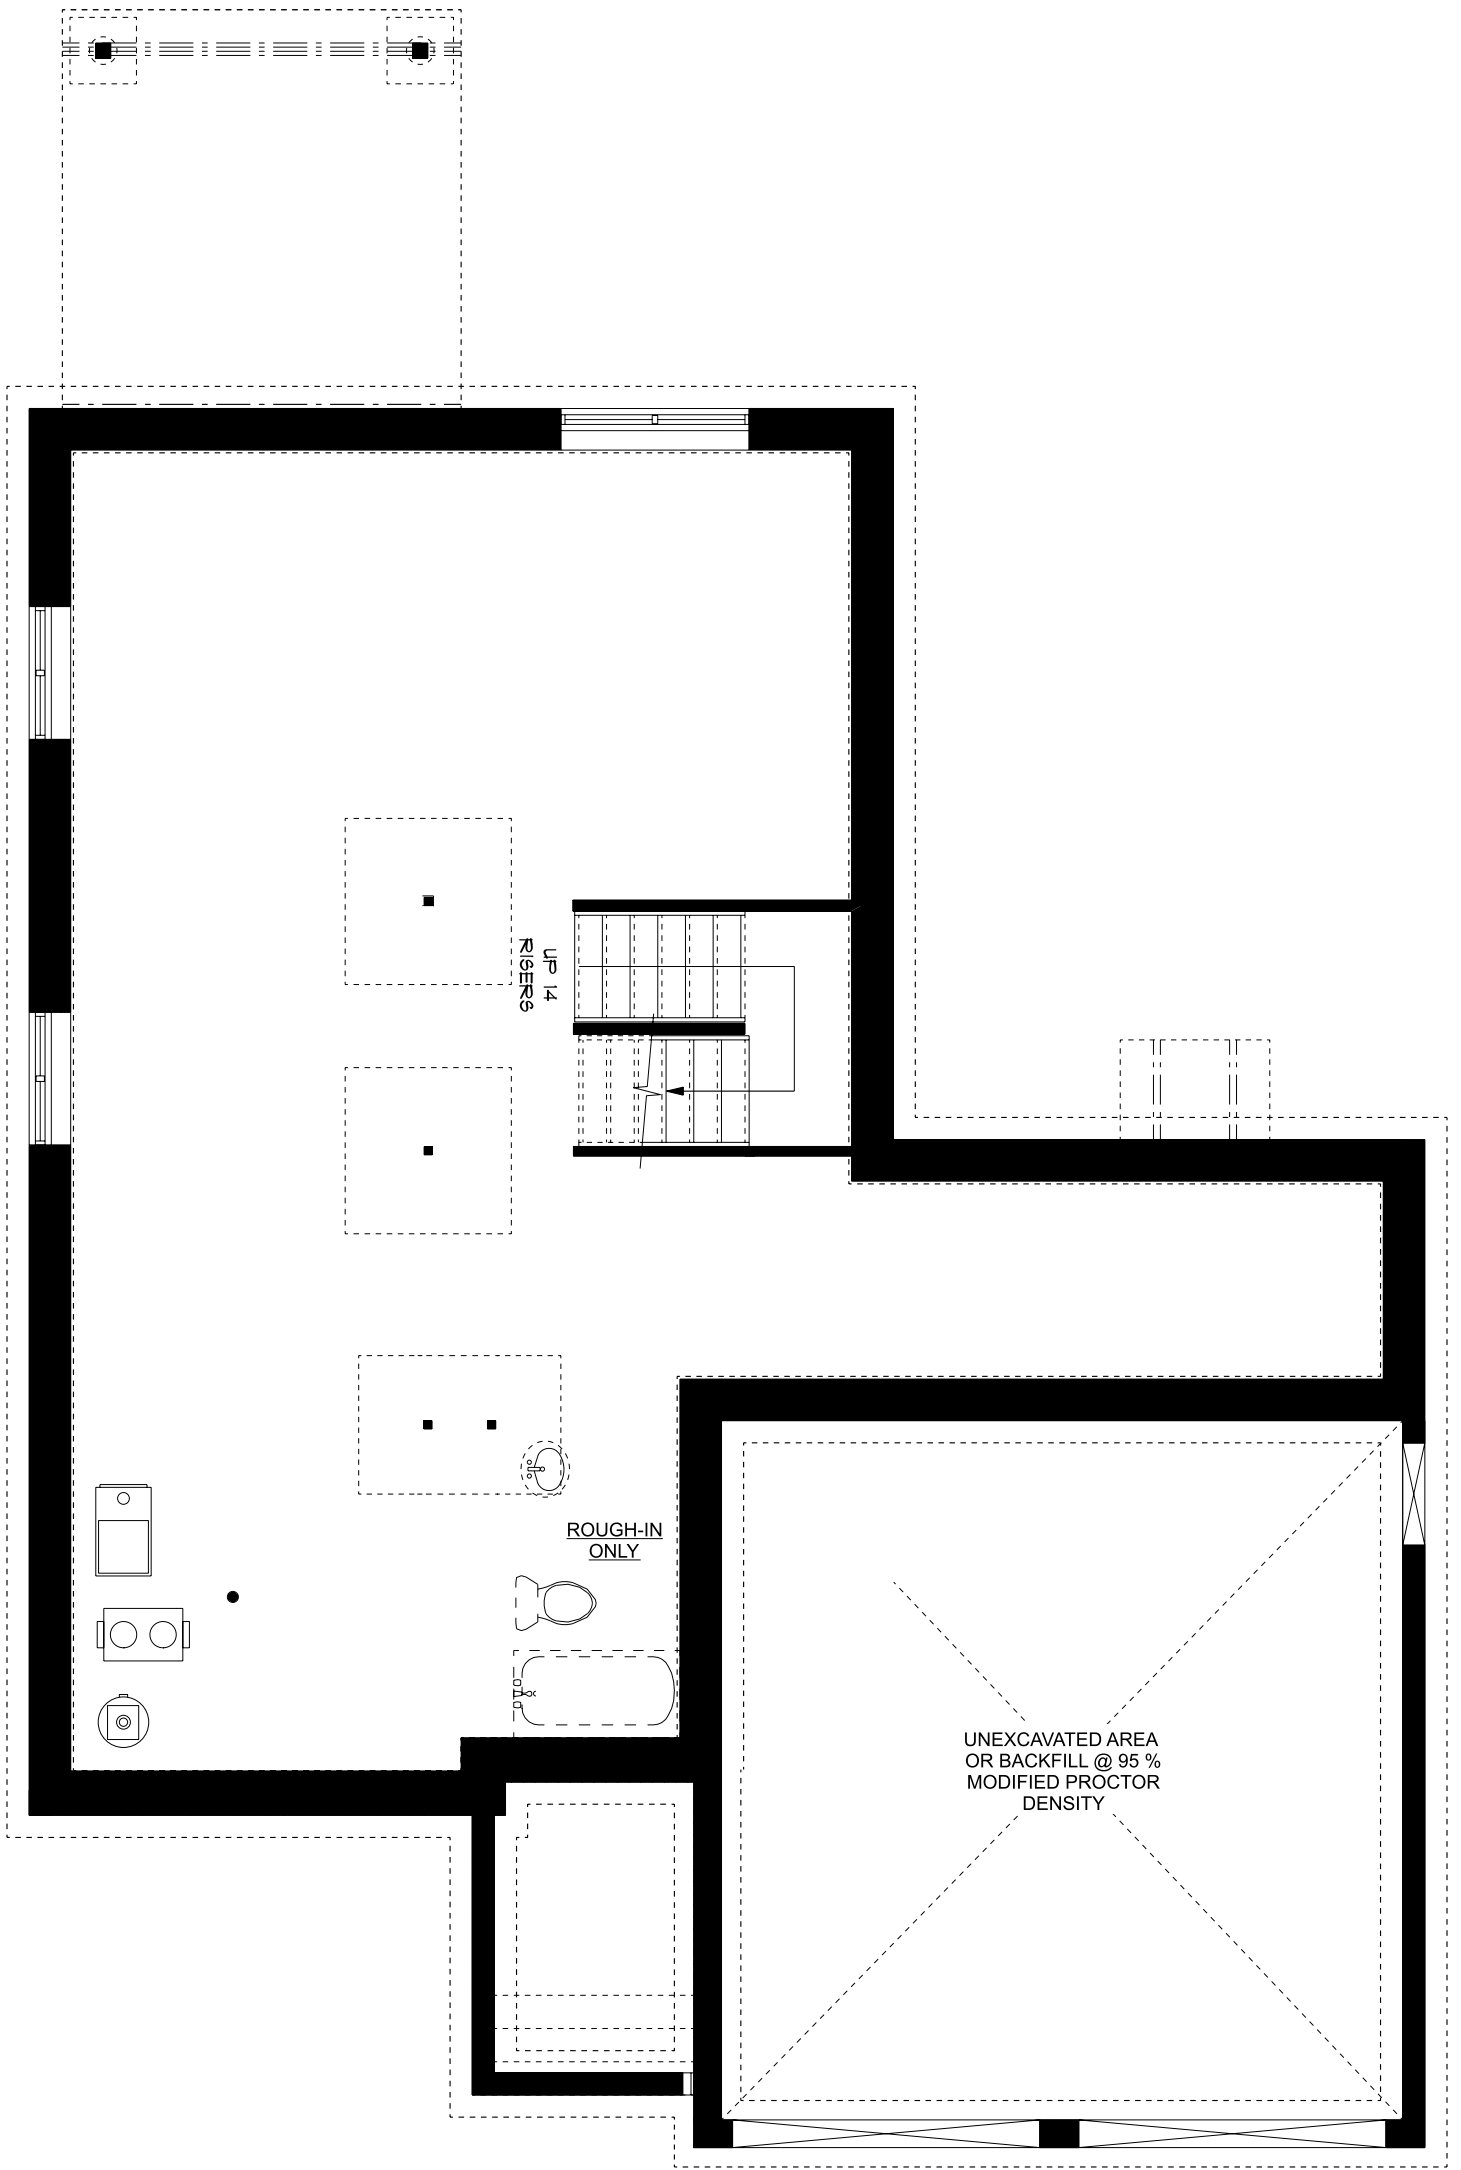 UP 14
RISERS
ROUGH-IN
ONLY
UNEXCAVATED AREA
OR BACKFILL @ 95 %
MODIFIED PROCTOR
DENSITY